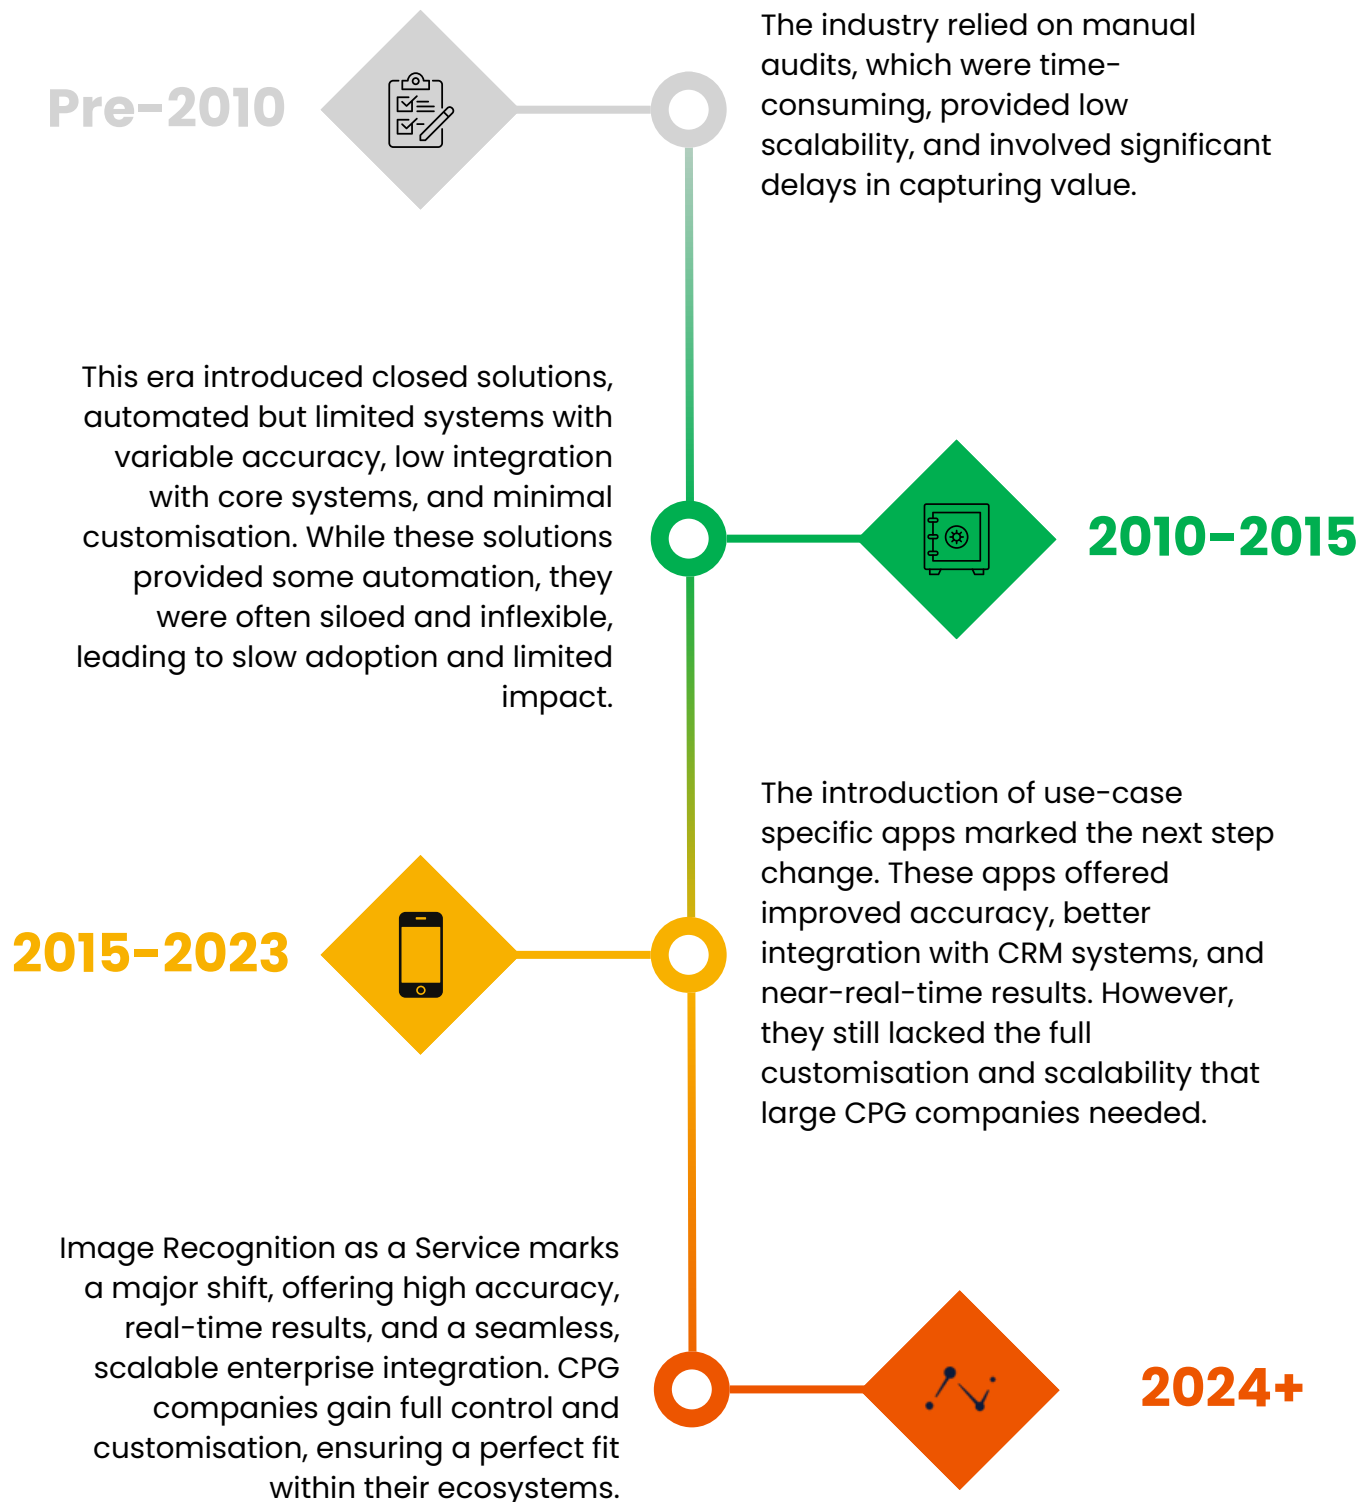 Pre-2010
The industry relied on manual
audits, which were time-
consuming, provided low
scalability, and involved significant
delays in capturing value.
This era introduced closed solutions,
automated but limited systems with
variable accuracy, low integration
with core systems, and minimal
customisation. While these solutions
provided some automation, they
were often siloed and inflexible,
leading to slow adoption and limited
impact.
2010-2015
2015-2023
The introduction of use-case
specific apps marked the next step
change. These apps offered
improved accuracy, better
integration with CRM systems, and
near-real-time results. However,
they still lacked the full
customisation and scalability that
large CPG companies needed.
Image Recognition as a Service marks
a major shift, offering high accuracy,
real-time results, and a seamless,
scalable enterprise integration. CPG
companies gain full control and
customisation, ensuring a perfect fit
within their ecosystems.
2024+